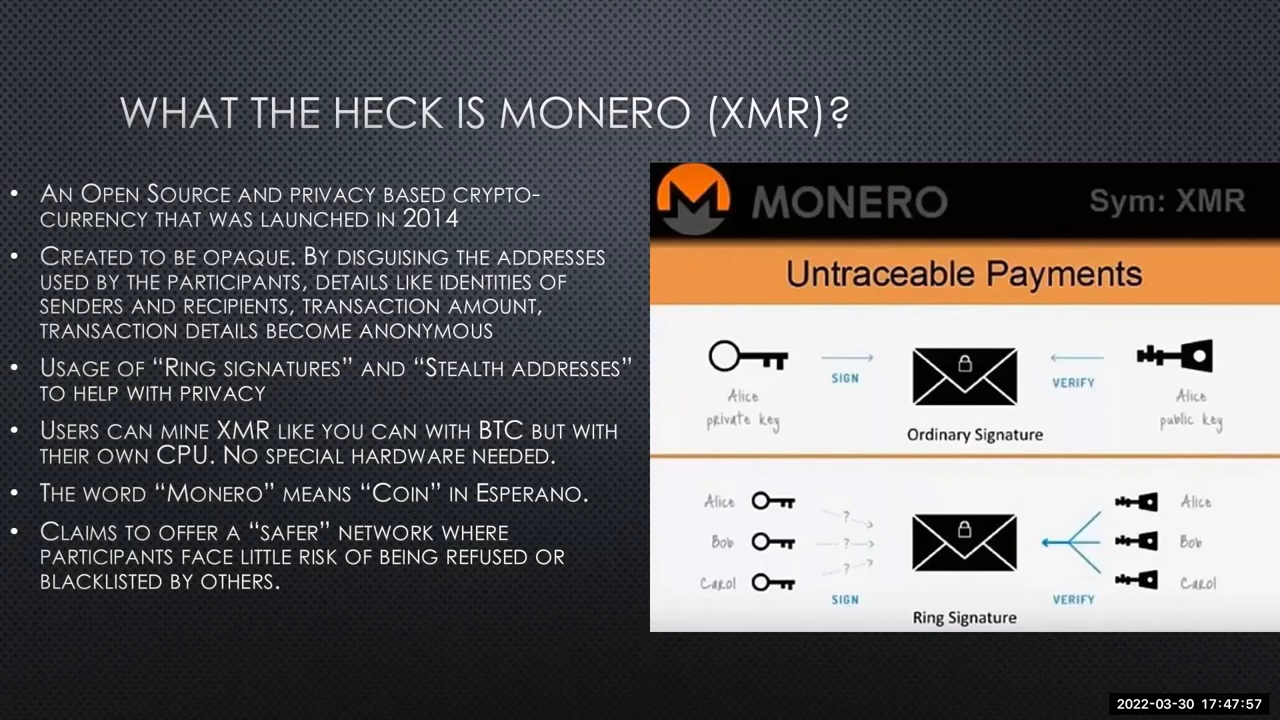 WHAT THE HECK IS MONERO (XMR)?
• AN OPEN SOURCE AND PRIVACY BASED CRYPTO-
CURRENCY THAT WAS LAUNCHED IN 2014
• CREATED TO BE OPAQUE. BY DISGUISING THE ADDRESSES
USED BY THE PARTICIPANTS, DETAILS LIKE IDENTITIES OF
SENDERS AND RECIPIENTS, TRANSACTION AMOUNT,
TRANSACTION DETAILS BECOME ANONYMOUS
• USAGE OF “RING SIGNATURES” AND “STEALTH ADDRESSES”
TO HELP WITH PRIVACY
• USERS CAN MINE XMR LIKE YOU CAN WITH BTC BUT WITH
THEIR OWN CPU. NO SPECIAL HARDWARE NEEDED.
• THE WORD “MONERO” MEANS “COIN” IN ESPERANO.
• CLAIMS TO OFFER A “SAFER” NETWORK WHERE
PARTICIPANTS FACE LITTLE RISK OF BEING REFUSED OR
BLACKLISTED BY OTHERS.
MONERO
Sym: XMR
Untraceable Payments
SIGN
VERIFY
Alice
private key
Alice
public key
Ordinary Signature
Alice
?
Alice
Bob
?
Bob
Carol
?
Carol
SIGN
VERIFY
Ring Signature
2022-03-30 17:47:57